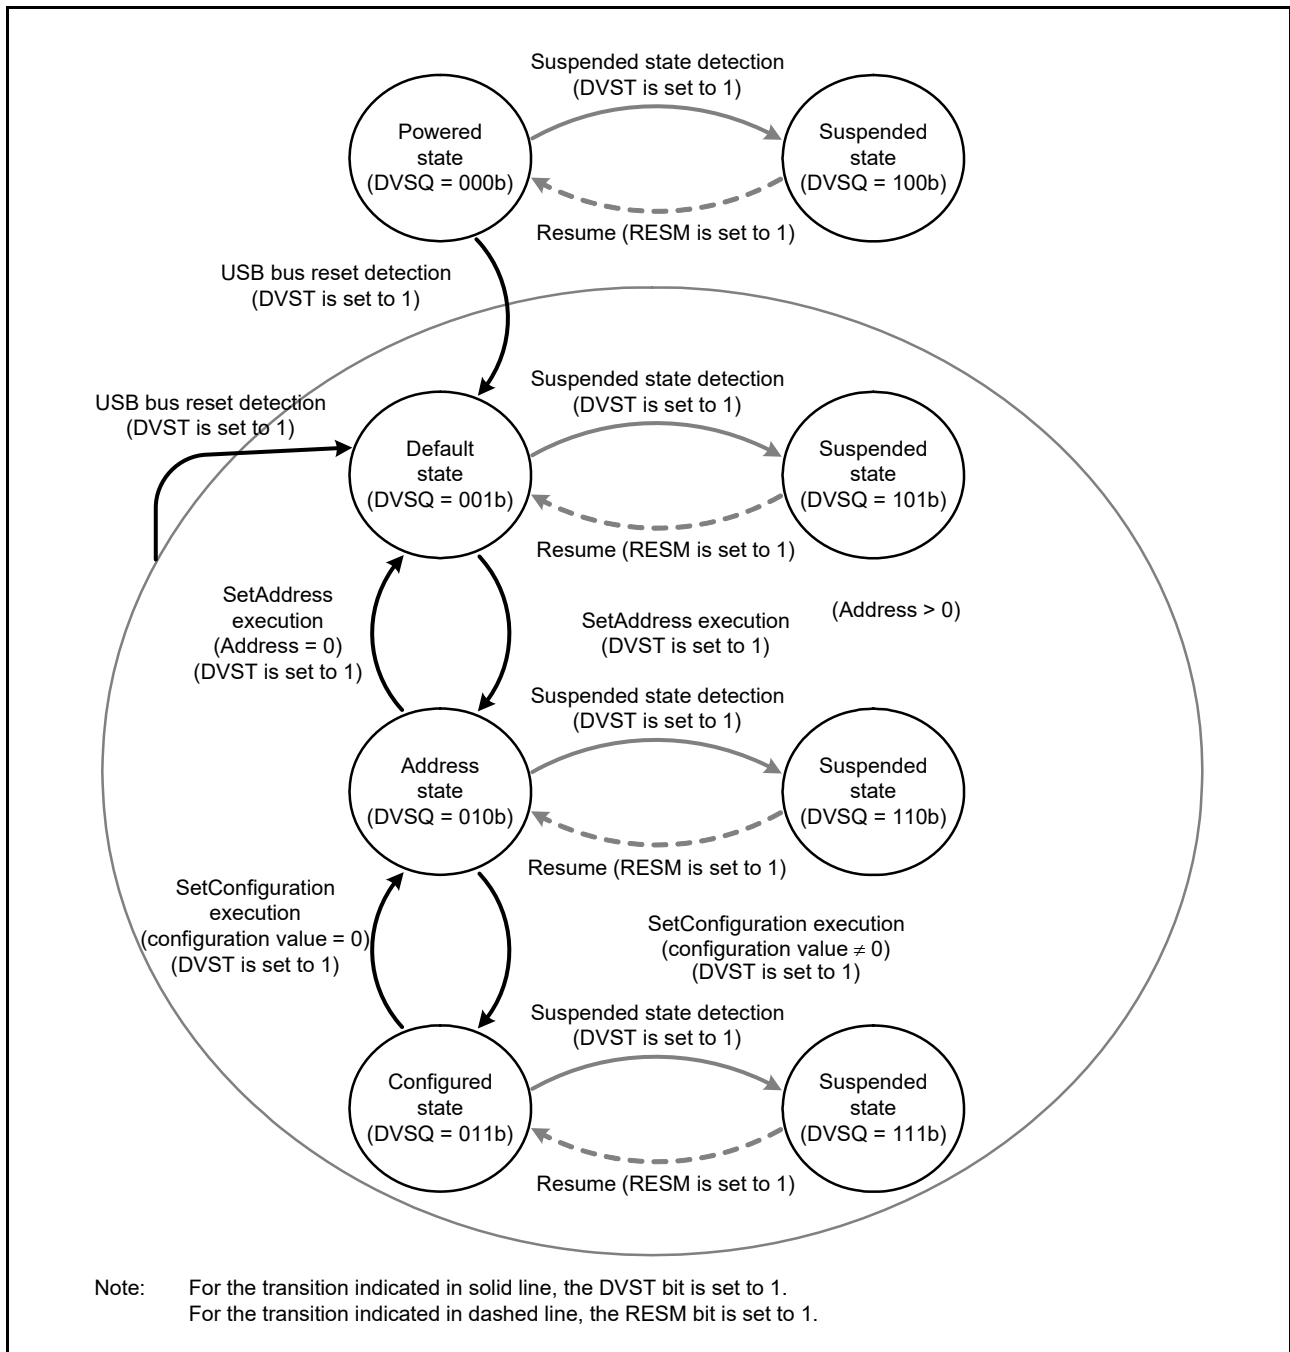 Suspended state detection
(DVST is set to 1)
Powered
state
(DVSQ = 000b)
Suspended
state
(DVSQ = 100b)
Resume (RESM is set to 1)
USB bus reset detection
(DVST is set to 1)
USB bus reset detection
(DVST is set to 1)
Suspended state detection
(DVST is set to 1)
Default
state
(DVSQ = 001b)
Suspended
state
(DVSQ = 101b)
Resume (RESM is set to 1)
SetAddress
execution
(Address = 0)
(DVST is set to 1)
SetAddress execution
(DVST is set to 1)
(Address > 0)
Suspended state detection
(DVST is set to 1)
Address
state
(DVSQ = 010b)
Suspended
state
(DVSQ = 110b)
Resume (RESM is set to 1)
SetConfiguration
execution
(configuration value = 0)
(DVST is set to 1)
SetConfiguration execution
(configuration value ≠ 0)
(DVST is set to 1)
Suspended state detection
(DVST is set to 1)
Configured
state
(DVSQ = 011b)
Suspended
state
(DVSQ = 111b)
Resume (RESM is set to 1)
Note: For the transition indicated in solid line, the DVST bit is set to 1.
For the transition indicated in dashed line, the RESM bit is set to 1.